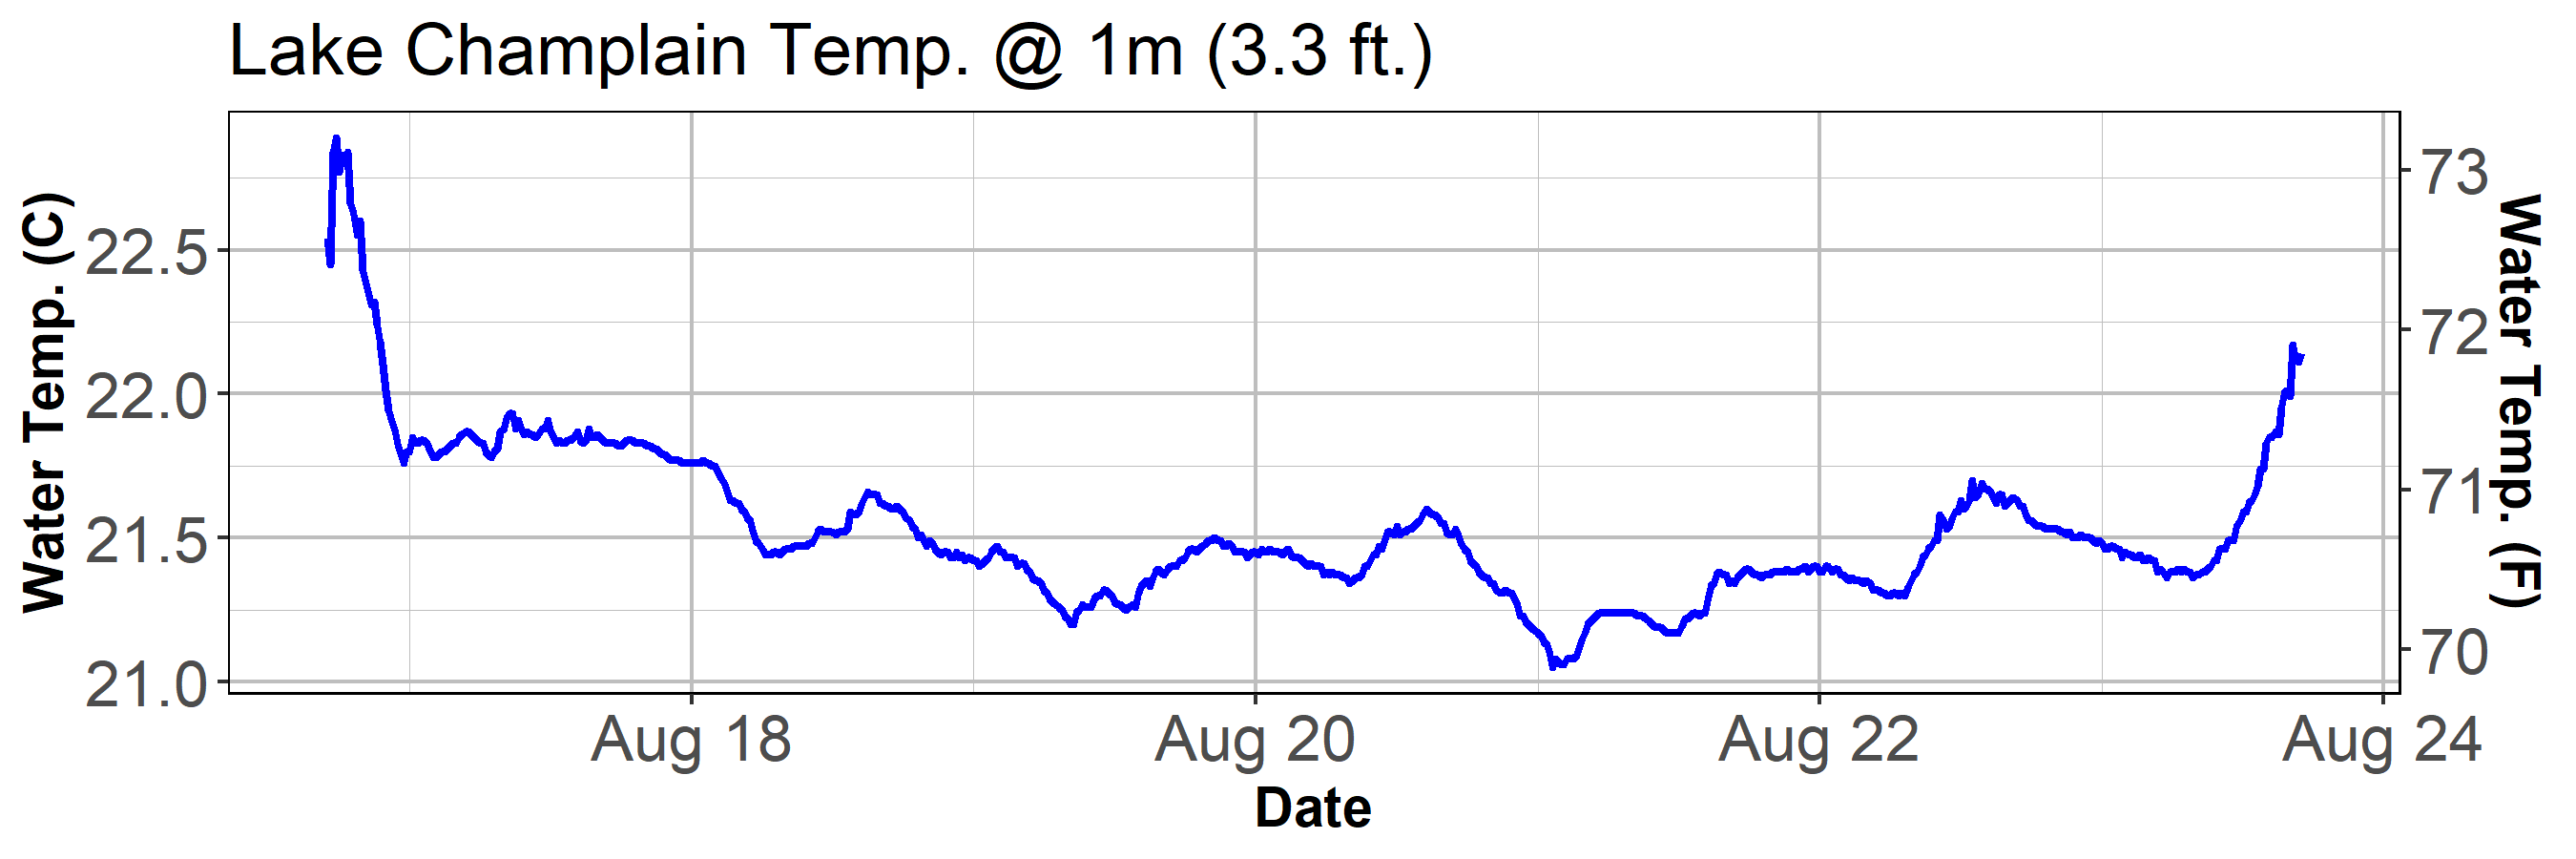 Lake Champlain Temp. @ 1m (3.3 ft.)
Water Temp. (C)
22.5
22.0
21.5
21.0
73
72
71
70
Water Temp. (F)
Aug 18 Aug 20 Aug 22 Aug 24
Date